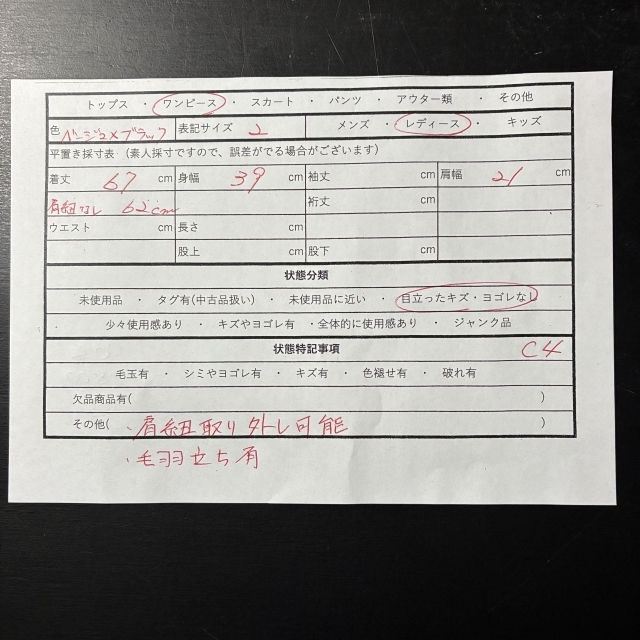 トップス ・ ワンピース ・ スカート ・ パンツ ・ アウター類 ・ その他
色 ベージュ×ブラック 表記サイズ 2 メンズ ・ レディース ・ キッズ
平置き採寸表 (素人採寸ですので、誤差がでる場合がございます)
着丈 67 cm 身幅 39 cm 袖丈 cm 肩幅 21 cm
肩紐なし 62cm 裄丈 cm
ウエスト cm 長さ cm
股上 cm 股下 cm
状態分類
未使用品 ・ タグ有(中古品扱い) ・ 未使用品に近い ・ 目立ったキズ・ヨゴレなし
・ 少々使用感あり ・ キズやヨゴレ有 ・全体的に使用感あり ・ ジャンク品
状態特記事項 C4
毛玉有 ・ シミやヨゴレ有 ・ キズ有 ・ 色褪せ有 ・ 破れ有
欠品商品有( )
その他( ・肩紐取り外し可能 )
・毛羽立ち有